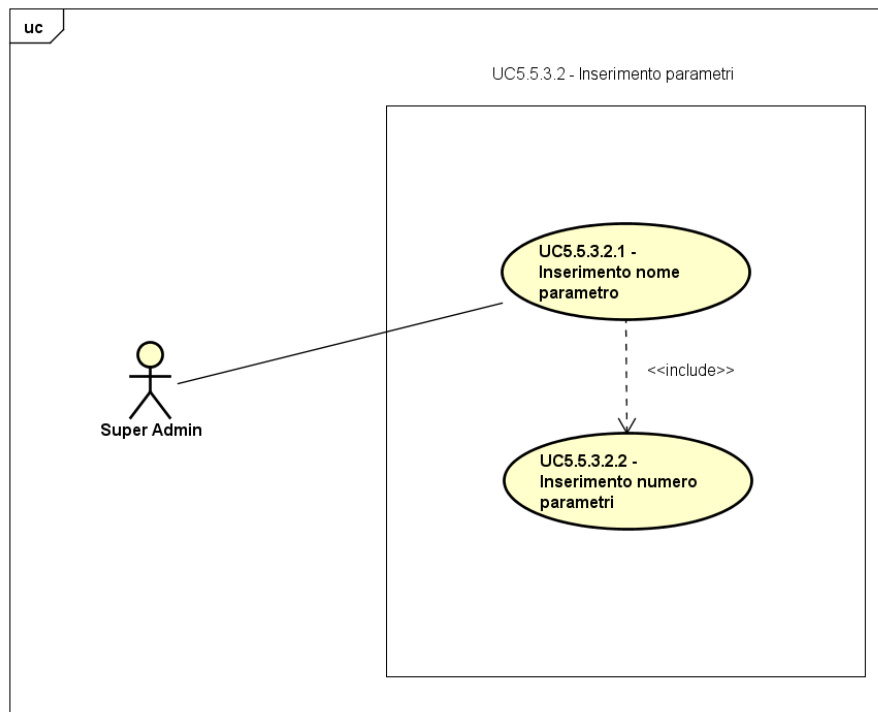 uc
UC5.5.3.2 - Inserimento parametri
UC5.5.3.2.1 -
Inserimento nome
parametro
<<include>>
Super Admin
UC5.5.3.2.2 -
Inserimento numero
parametri